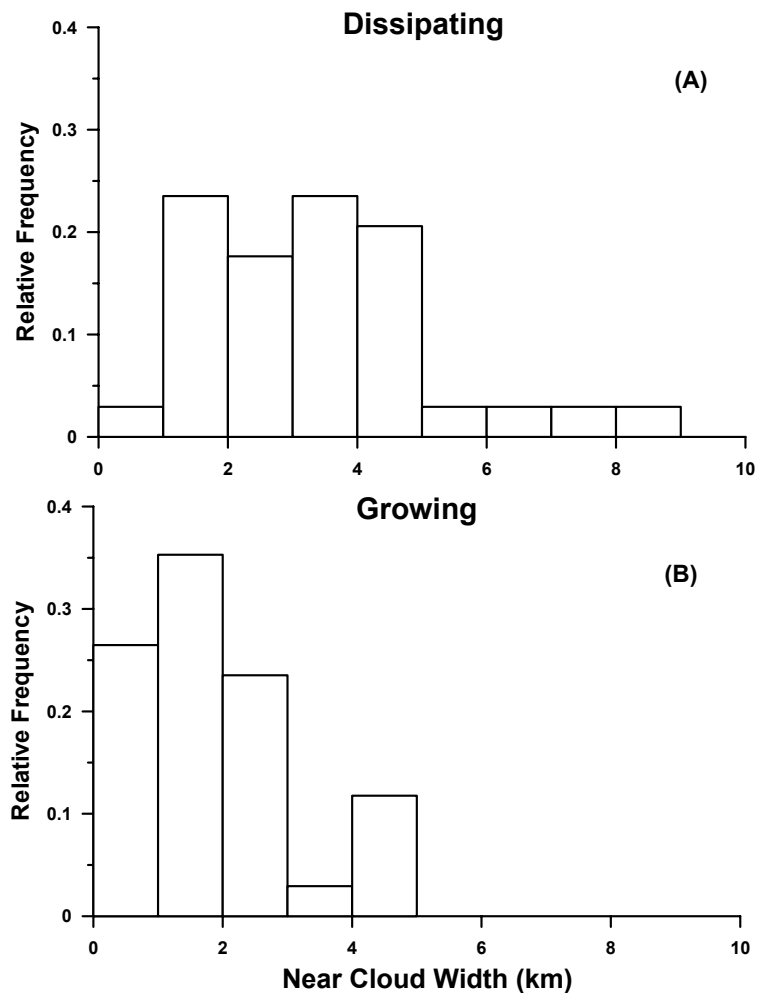 Dissipating
(A)
0.4
0.3
0.2
0.1
0
Relative Frequency
0 2 4 6 8 10
Growing
(B)
0.4
0.3
0.2
0.1
0
Relative Frequency
0 2 4 6 8 10
Near Cloud Width (km)